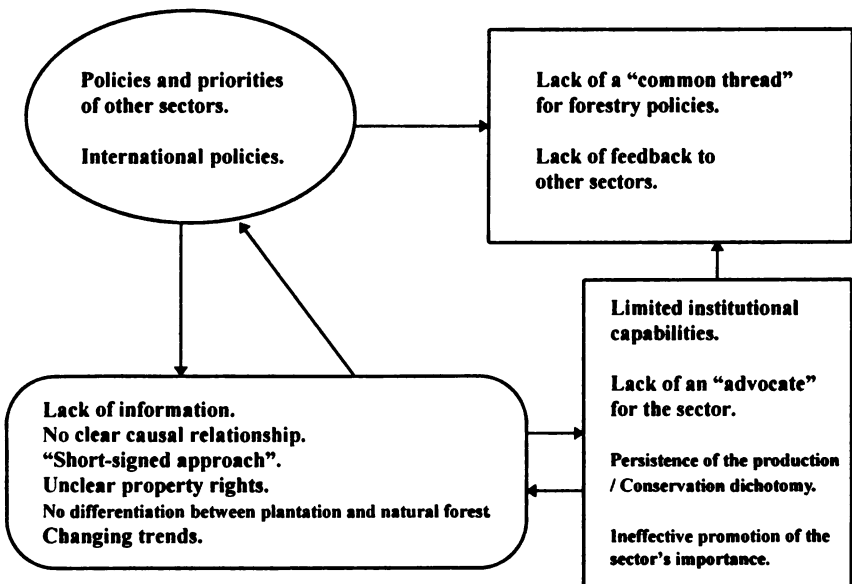 Policies and priorities
of other sectors.
International policies.
Lack of a “common thread”
for forestry policies.
Lack of feedback to
other sectors.
Lack of information.
No clear causal relationship.
“Short-signed approach”.
Unclear property rights.
No differentiation between plantation and natural forest
Changing trends.
Limited institutional
capabilities.
Lack of an “advocate”
for the sector.
Persistence of the production
/ Conservation dichotomy.
Ineffective promotion of the
sector’s importance.